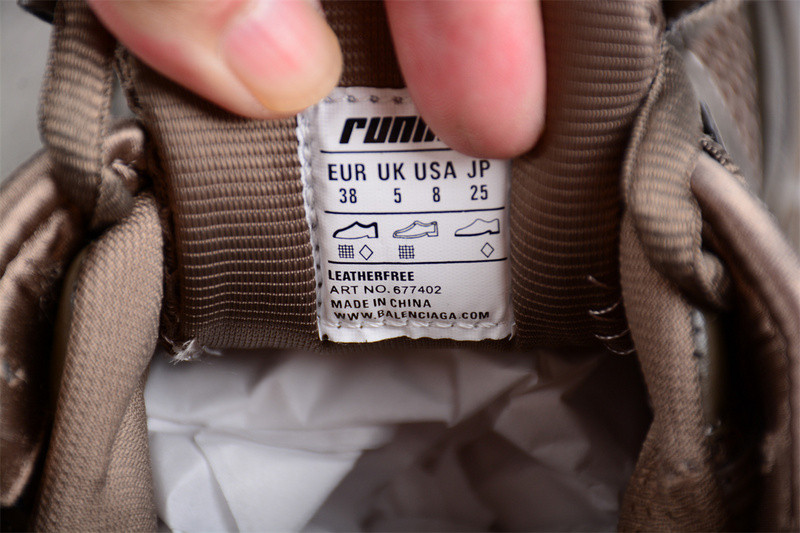 EUR UK USA JP
38 5 8 25
LEATHERFREE
ART NO. 677402
MADE IN CHINA
WWW.BALENCIAGA.COM